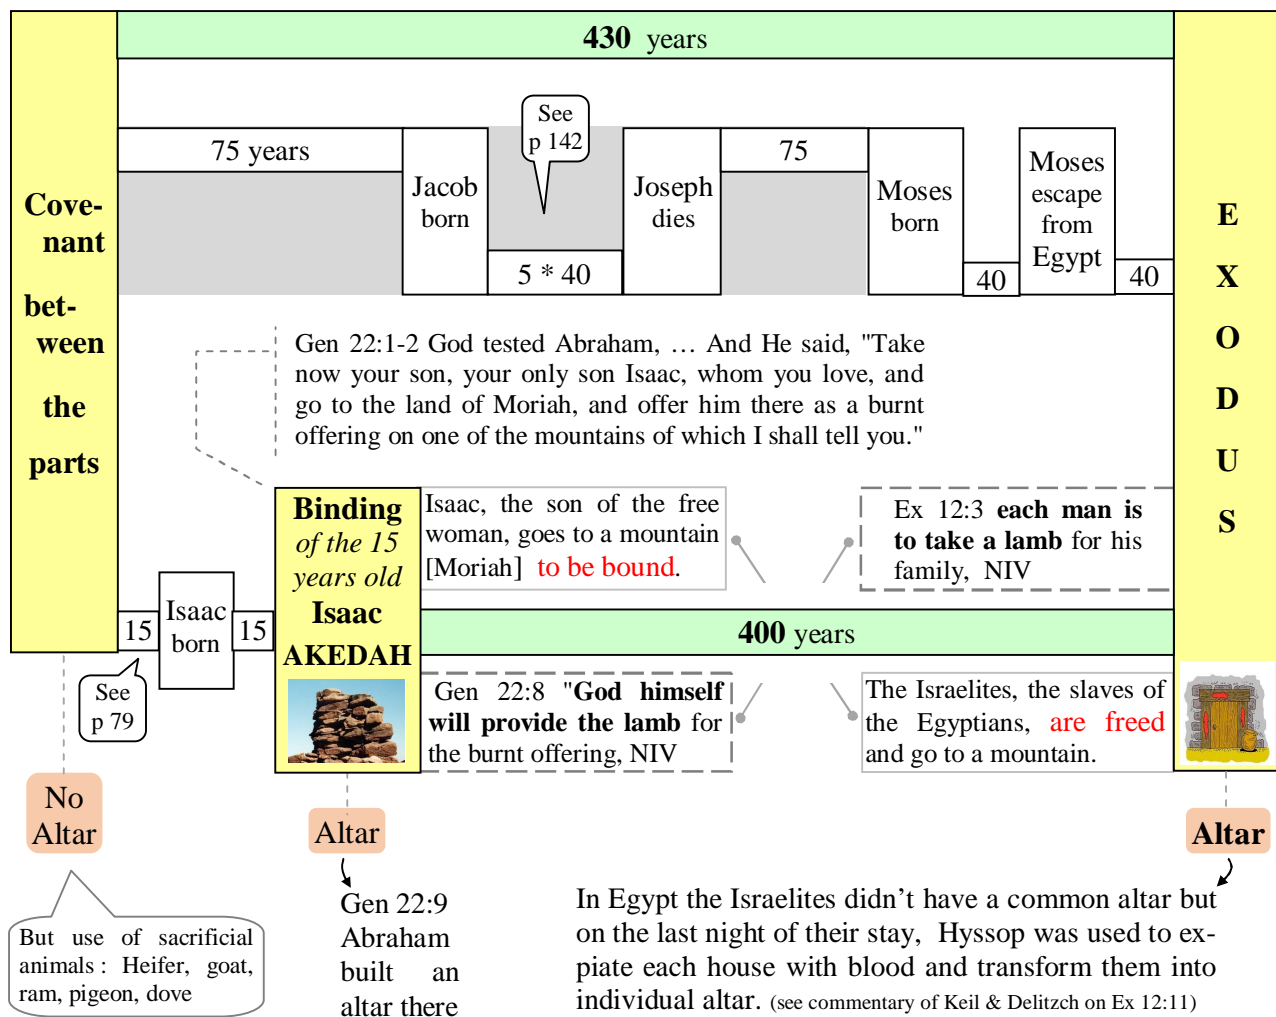 430 years
Cove-
nant
bet-
ween
the
parts
75 years
Jacob
born
See
p 142
5 * 40
Joseph
dies
75
Moses
born
40
Moses
escape
from
Egypt
40
E
X
O
D
U
S
Gen 22:1-2 God tested Abraham, … And He said, "Take
now your son, your only son Isaac, whom you love, and
go to the land of Moriah, and offer him there as a burnt
offering on one of the mountains of which I shall tell you."
15
Isaac
born
15
See
p 79
Binding
of the 15
years old
Isaac
AKEDAH
Isaac, the son of the free
woman, goes to a mountain
[Moriah] to be bound.
Ex 12:3 each man is
to take a lamb for his
family, NIV
400 years
Gen 22:8 "God himself
will provide the lamb for
the burnt offering, NIV
The Israelites, the slaves of
the Egyptians, are freed
and go to a mountain.
No
Altar
Altar
Altar
But use of sacrificial
animals : Heifer, goat,
ram, pigeon, dove
Gen 22:9
Abraham
built an
altar there
In Egypt the Israelites didn’t have a common altar but
on the last night of their stay, Hyssop was used to ex-
piate each house with blood and transform them into
individual altar. (see commentary of Keil & Delitzch on Ex 12:11)